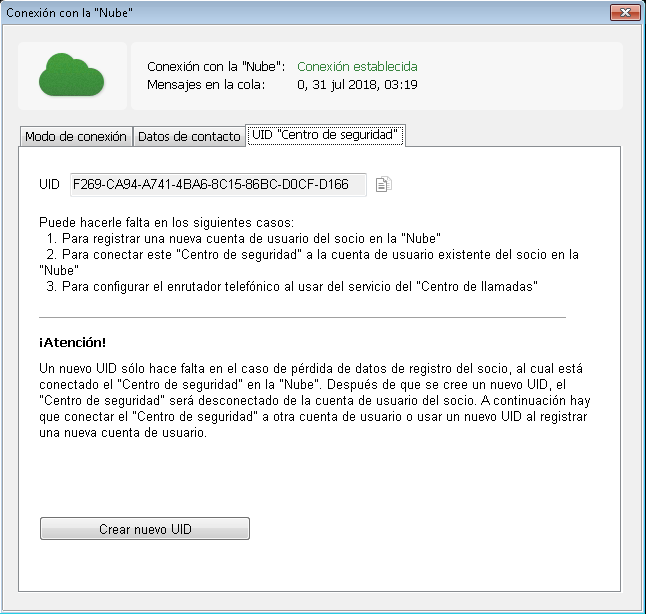 Conexión con la "Nube"
Conexión con la "Nube": Conexión establecida
Mensajes en la cola: 0, 31 jul 2018, 03:19
Modo de conexión Datos de contacto UID "Centro de seguridad"
UID F269-CA94-A741-4BA6-8C15-86BC-D0CF-D166
Puede hacerle falta en los siguientes casos:
1. Para registrar una nueva cuenta de usuario del socio en la "Nube"
2. Para conectar este "Centro de seguridad" a la cuenta de usuario existente del socio en la
"Nube"
3. Para configurar el enrutador telefónico al usar del servicio del "Centro de llamadas"
¡Atención!
Un nuevo UID sólo hace falta en el caso de pérdida de datos de registro del socio, al cual está
conectado el "Centro de seguridad" en la "Nube". Después de que se cree un nuevo UID, el
"Centro de seguridad" será desconectado de la cuenta de usuario del socio. A continuación hay
que conectar el "Centro de seguridad" a otra cuenta de usuario o usar un nuevo UID al registrar
una nueva cuenta de usuario.
Crear nuevo UID